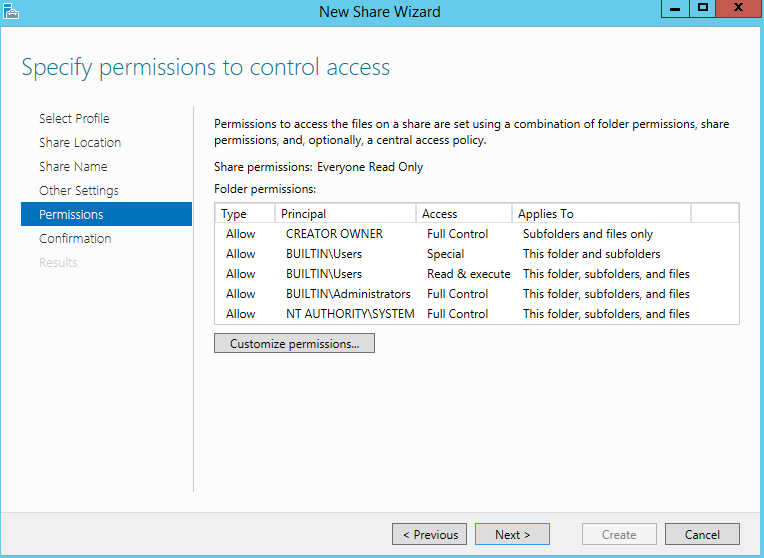 New Share Wizard
Specify permissions to control access
Select Profile
Share Location
Share Name
Other Settings
Permissions
Confirmation
Results
Permissions to access the files on a share are set using a combination of folder permissions, share
permissions, and, optionally, a central access policy.
Share permissions: Everyone Read Only
Folder permissions:
Type Principal Access Applies To
Allow CREATOR OWNER Full Control Subfolders and files only
Allow BUILTIN\Users Special This folder and subfolders
Allow BUILTIN\Users Read & execute This folder, subfolders, and files
Allow BUILTIN\Administrators Full Control This folder, subfolders, and files
Allow NT AUTHORITY\SYSTEM Full Control This folder, subfolders, and files
Customize permissions...
< Previous Next > Create Cancel